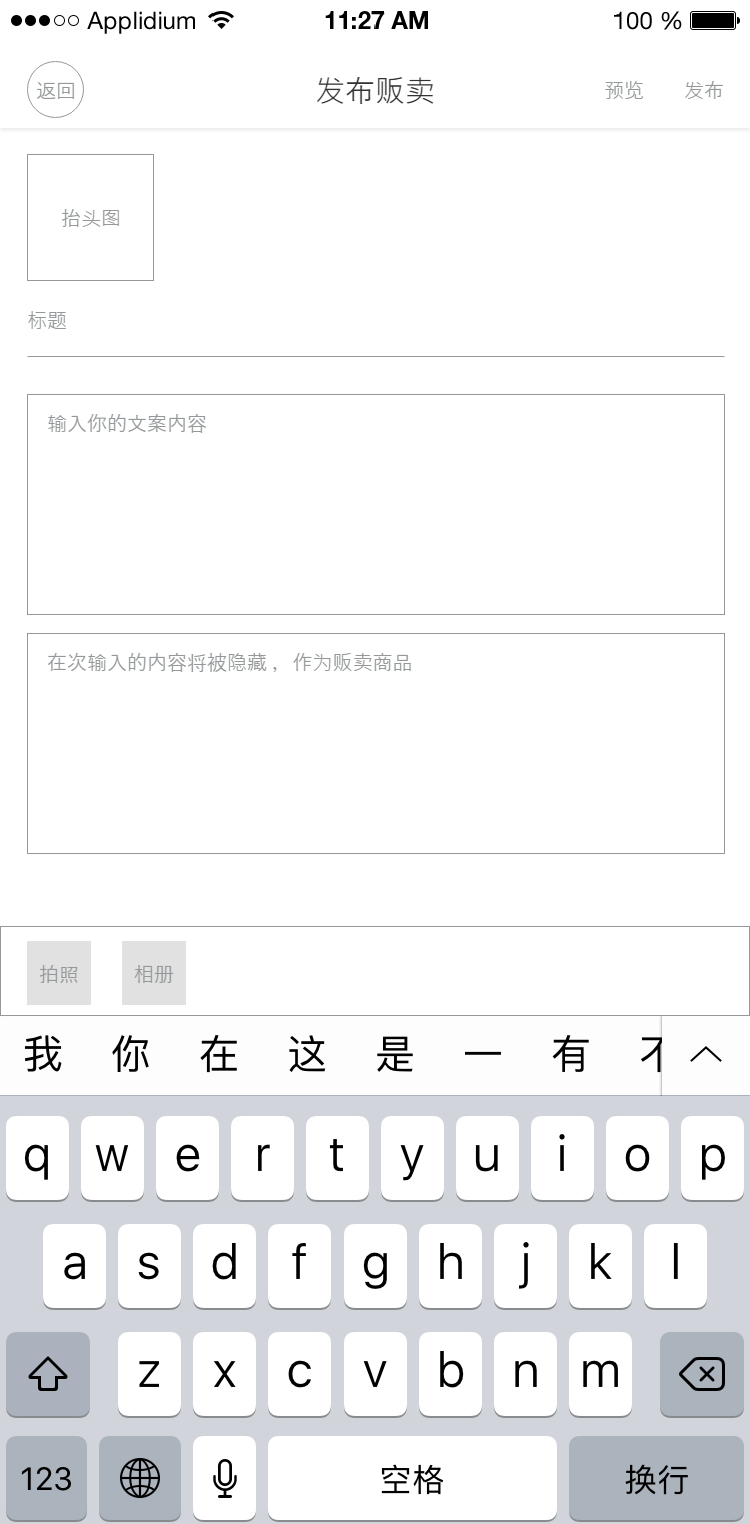 Applidium 11:27 AM 100 %
返回 发布贩卖 预览 发布
抬头图
标题
输入你的文案内容
在次输入的内容将被隐藏，作为贩卖商品
拍照 相册
我 你 在 这 是 一 有 不
q w e r t y u i o p
a s d f g h j k l
z x c v b n m
123 空格 换行